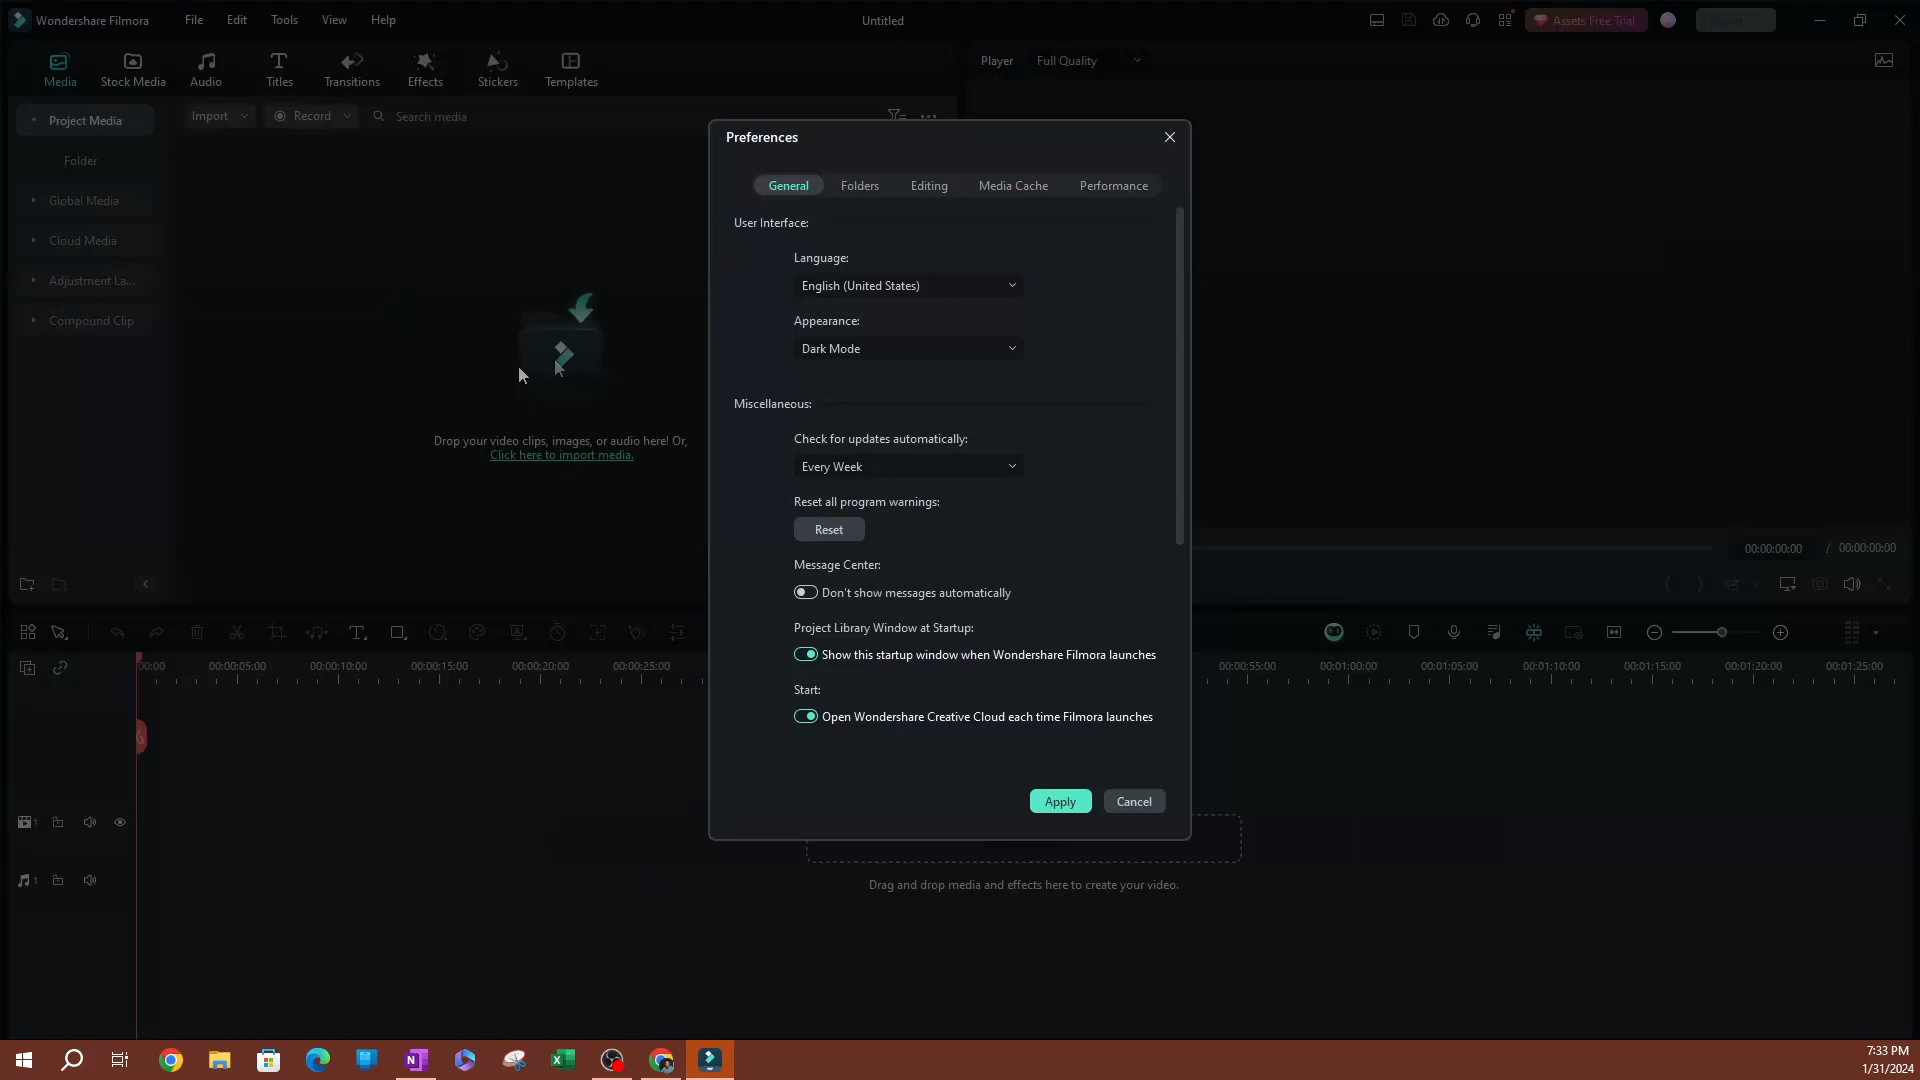 Wondershare Filmora File Edit Tools View Help Untitled Assets Free Trial
Media Stock Media Audio Titles Transitions Effects Stickers Templates
Player Full Quality
Project Media
Import Record Search media
Folder
Global Media
Cloud Media
Adjustment La...
Compound Clip
Drop your video clips, images, or audio here! Or,
Click here to import media.
Preferences
General Folders Editing Media Cache Performance
User Interface:
Language:
English (United States)
Appearance:
Dark Mode
Miscellaneous:
Check for updates automatically:
Every Week
Reset all program warnings:
Reset
Message Center:
Don't show messages automatically
Project Library Window at Startup:
Show this startup window when Wondershare Filmora launches
Start:
Open Wondershare Creative Cloud each time Filmora launches
Apply Cancel
00:00:00:00 / 00:00:00:00
00:00 00:00:05:00 00:00:10:00 00:00:15:00 00:00:20:00 00:00:25:00 00:00:55:00 00:01:00:00 00:01:05:00 00:01:10:00 00:01:15:00 00:01:20:00 00:01:25:00
1
1
Drag and drop media and effects here to create your video.
7:33 PM
1/31/2024